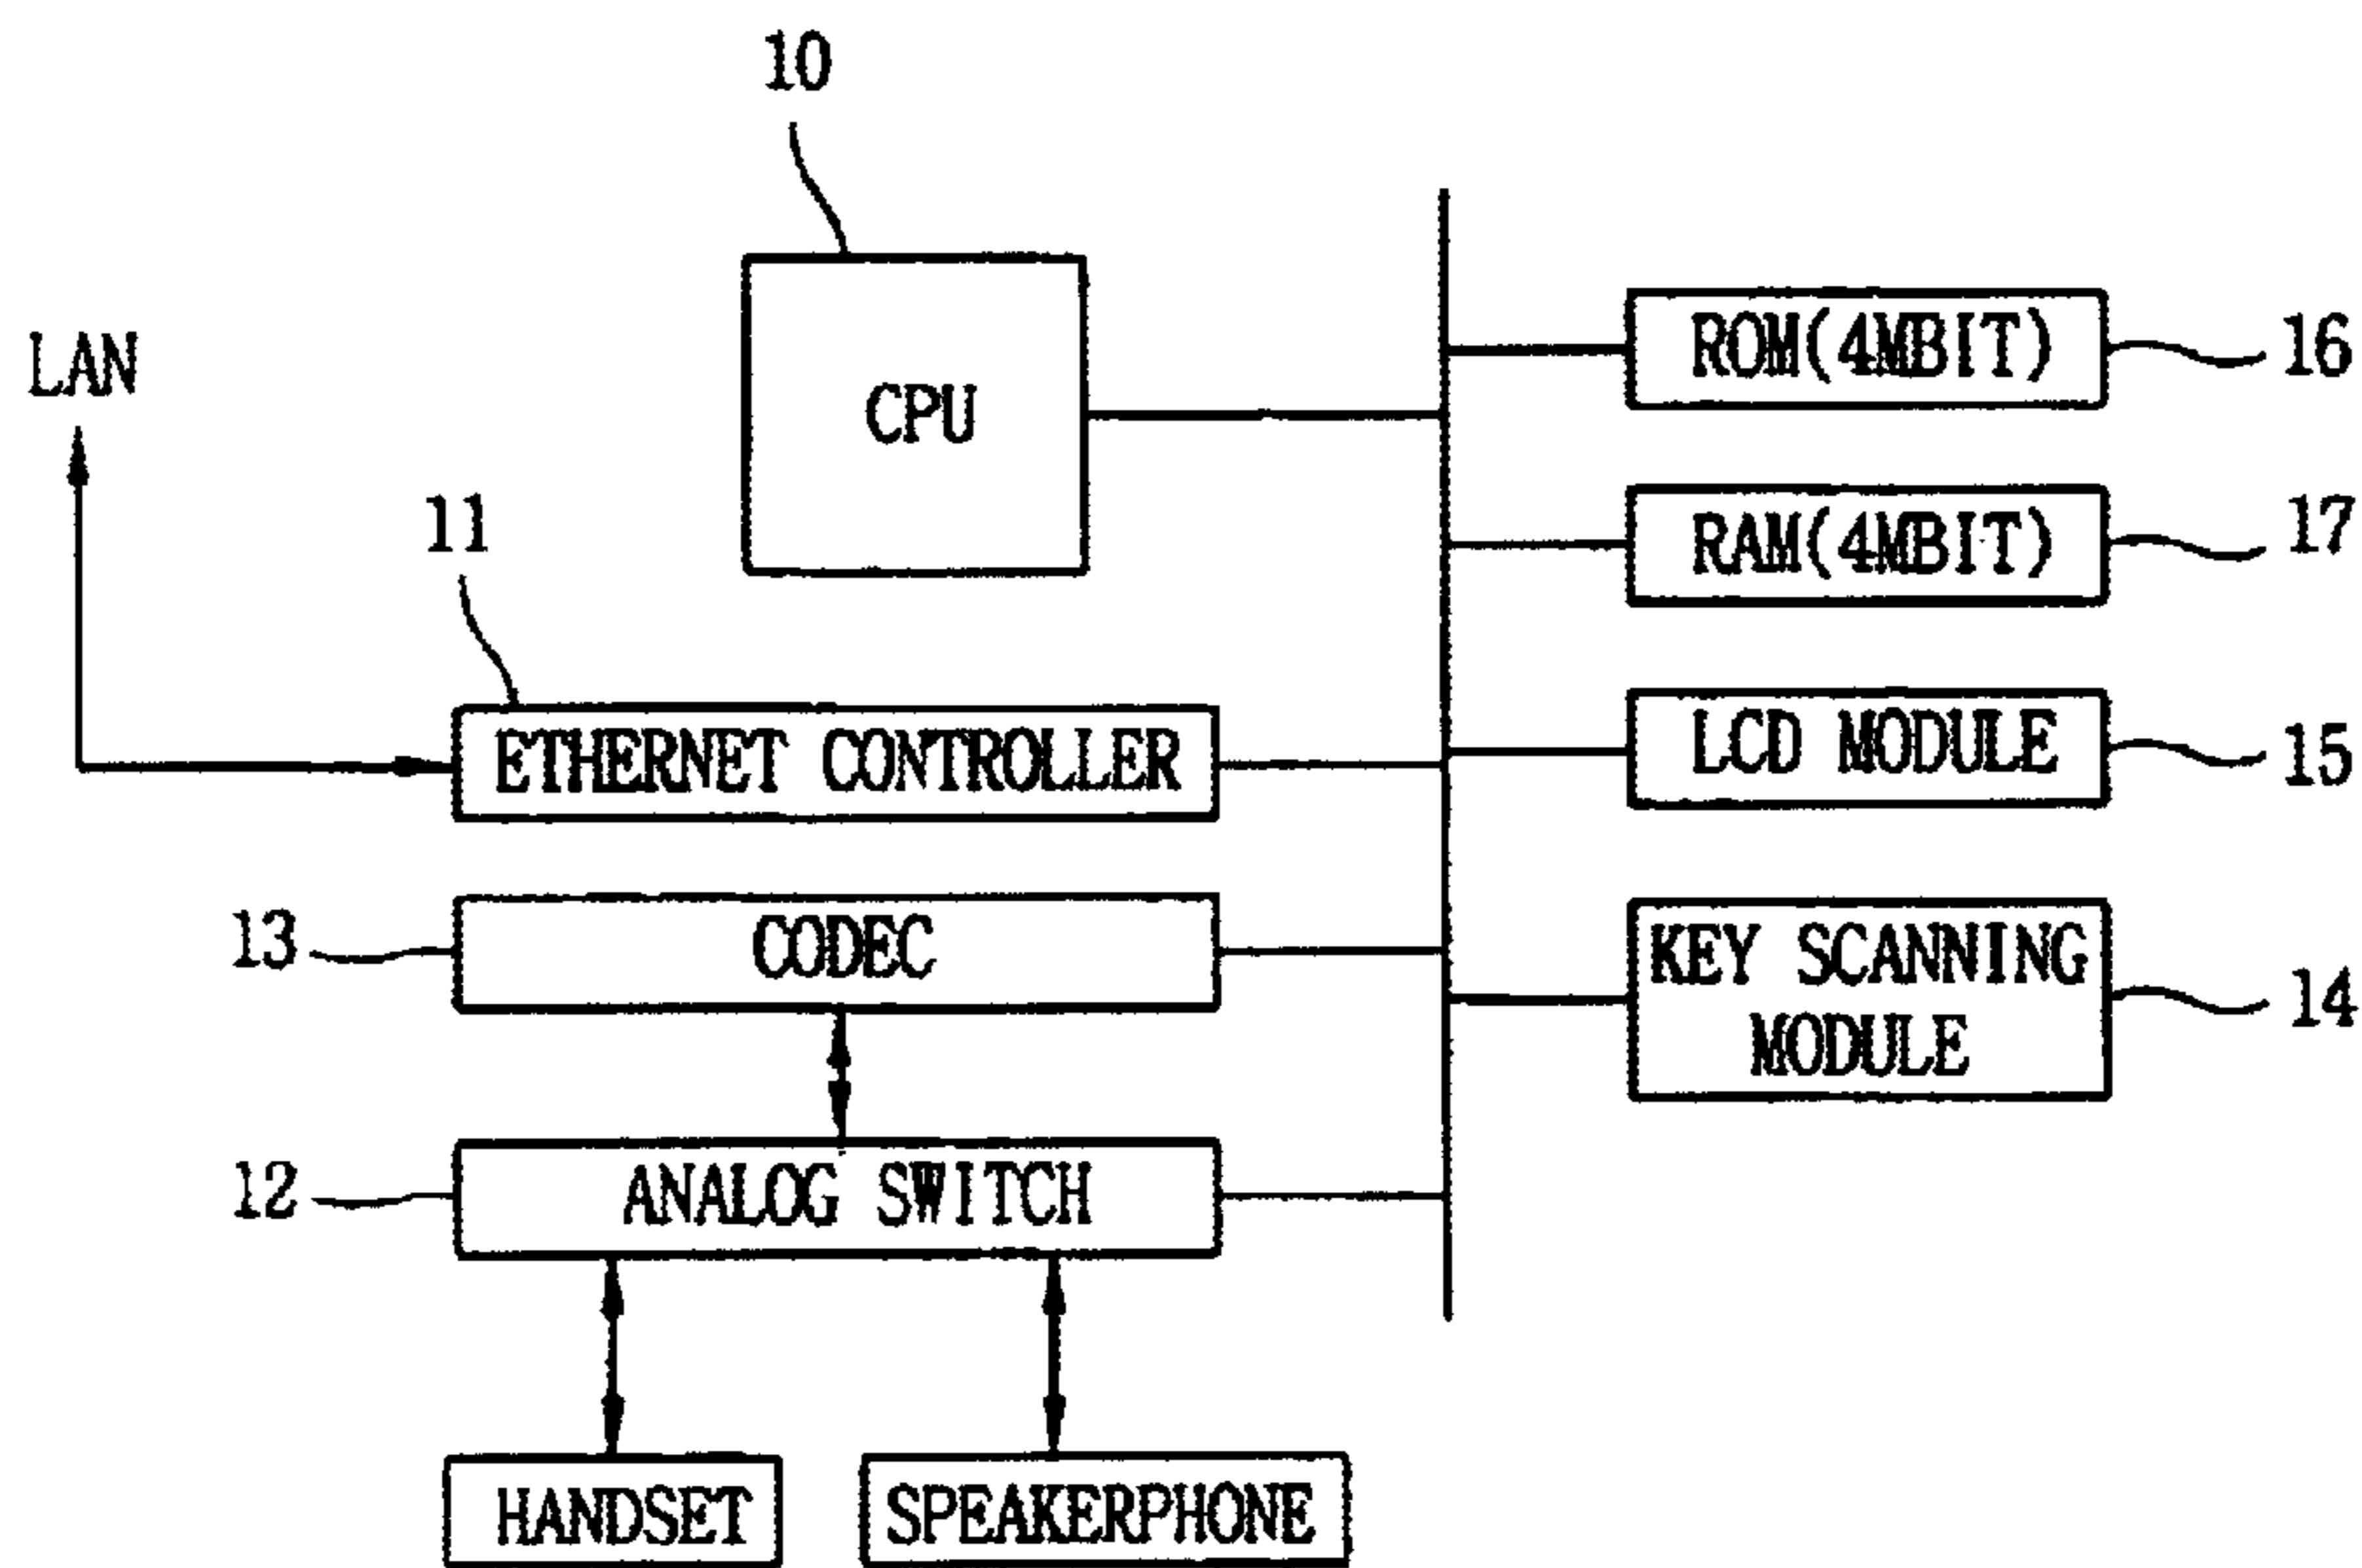 10
CPU
LAN
11
ETHERNET CONTROLLER
13
CODEC
12
ANALOG SWITCH
HANDSET
SPEAKERPHONE
ROM(4MBIT)
16
RAM(4MBIT)
17
LCD MODULE
15
KEY SCANNING
MODULE
14